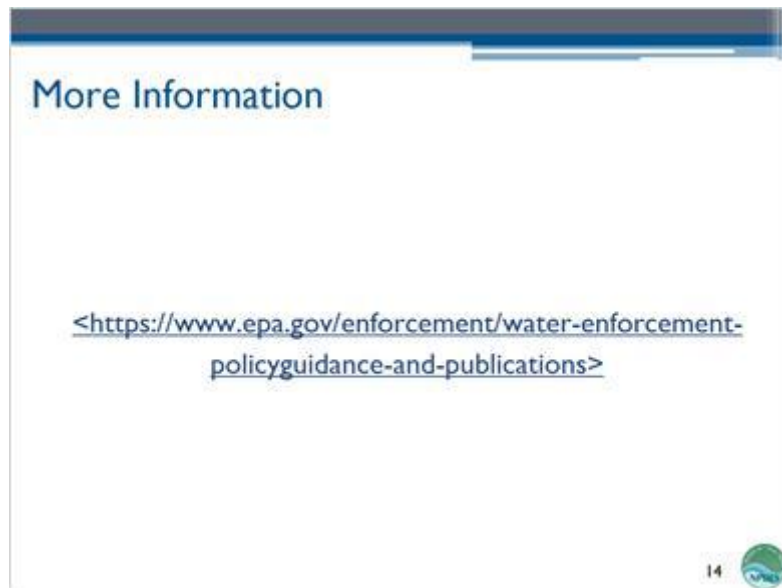 More Information
<https://www.epa.gov/enforcement/water-enforcement-
policyguidance-and-publications>
14